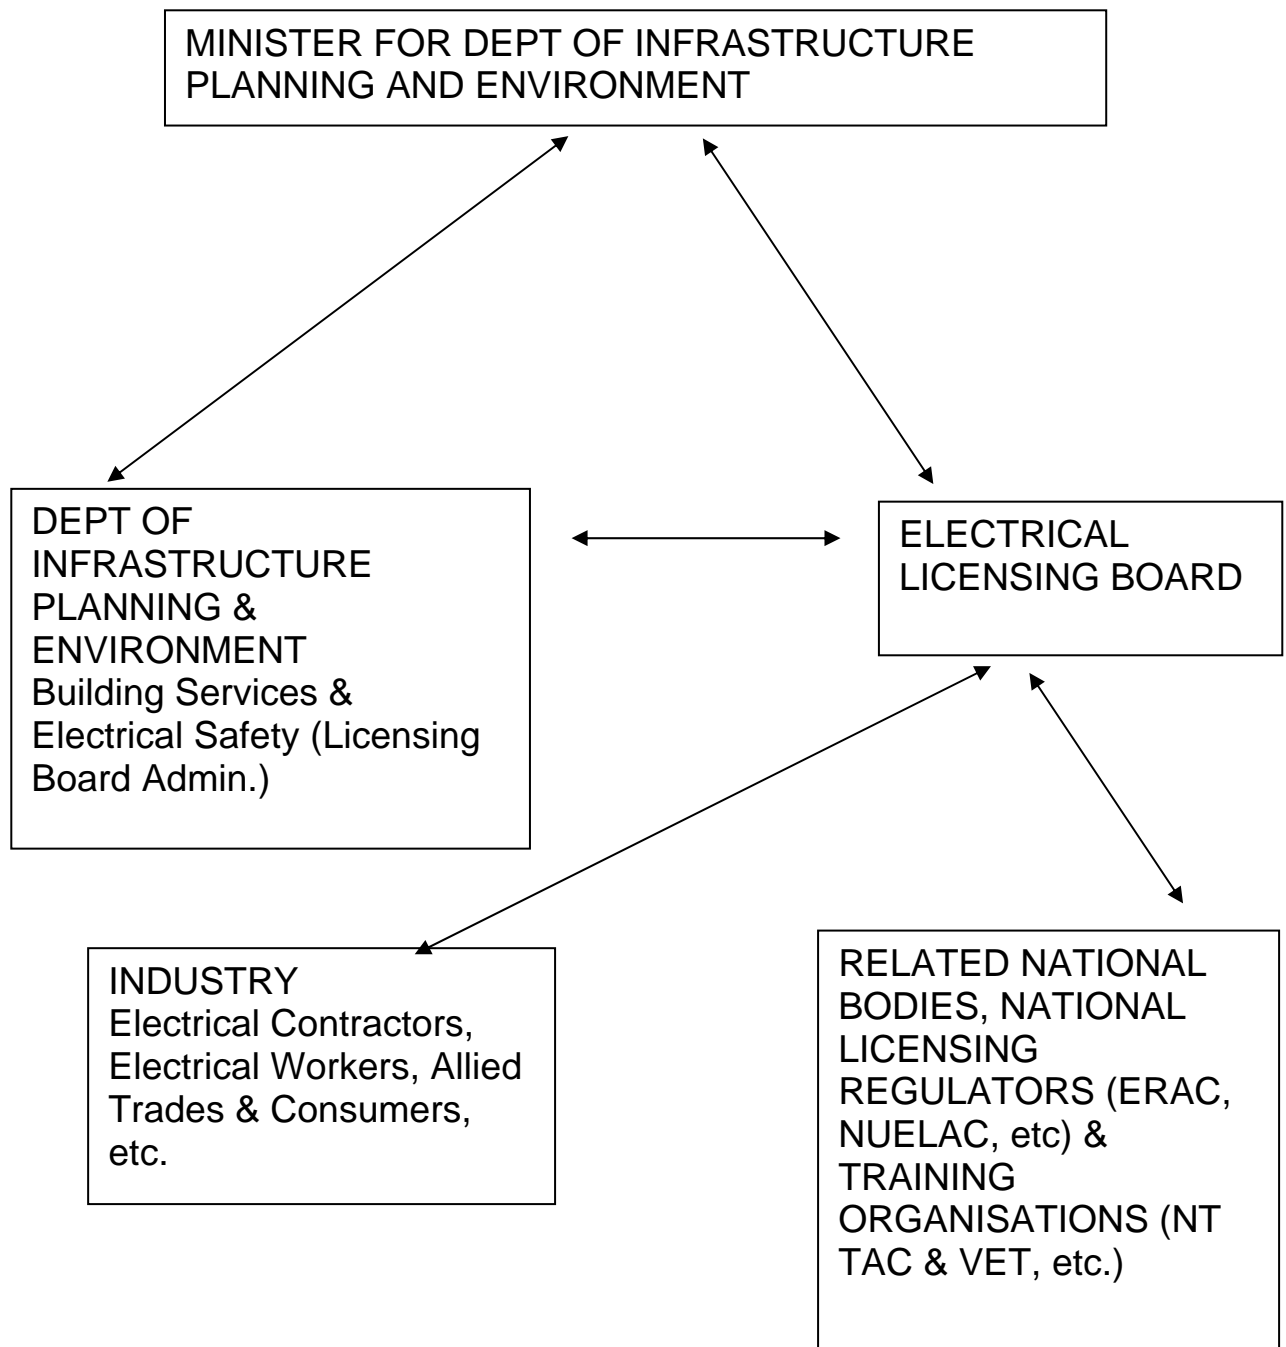 MINISTER FOR DEPT OF INFRASTRUCTURE
PLANNING AND ENVIRONMENT
DEPT OF
INFRASTRUCTURE
PLANNING &
ENVIRONMENT
Building Services &
Electrical Safety (Licensing
Board Admin.)
ELECTRICAL
LICENSING BOARD
INDUSTRY
Electrical Contractors,
Electrical Workers, Allied
Trades & Consumers,
etc.
RELATED NATIONAL
BODIES, NATIONAL
LICENSING
REGULATORS (ERAC,
NUELAC, etc) &
TRAINING
ORGANISATIONS (NT
TAC & VET, etc.)